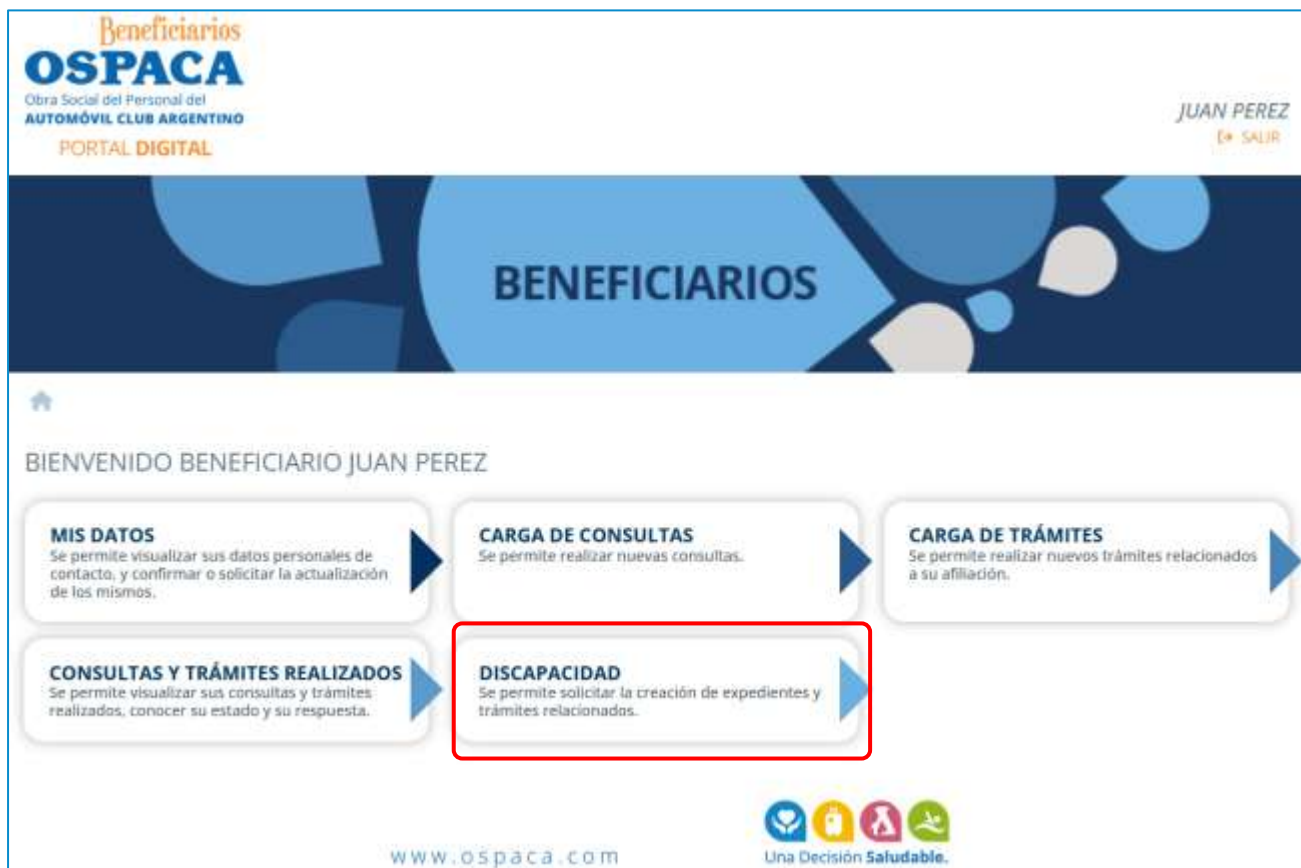 Beneficiarios
OSPACA
Obra Social del Personal del
AUTOMÓVIL CLUB ARGENTINO
PORTAL DIGITAL
JUAN PEREZ
SALIR
BENEFICIARIOS
BIENVENIDO BENEFICIARIO JUAN PEREZ
MIS DATOS
Se permite visualizar sus datos personales de
contacto, y confirmar o solicitar la actualización
de los mismos.
CARGA DE CONSULTAS
Se permite realizar nuevas consultas.
CARGA DE TRÁMITES
Se permite realizar nuevos trámites relacionados
a su afiliación.
CONSULTAS Y TRÁMITES REALIZADOS
Se permite visualizar sus consultas y trámites
realizados, conocer su estado y su respuesta.
DISCAPACIDAD
Se permite solicitar la creación de expedientes y
trámites relacionados.
www.ospaca.com
Una Decisión Saludable.